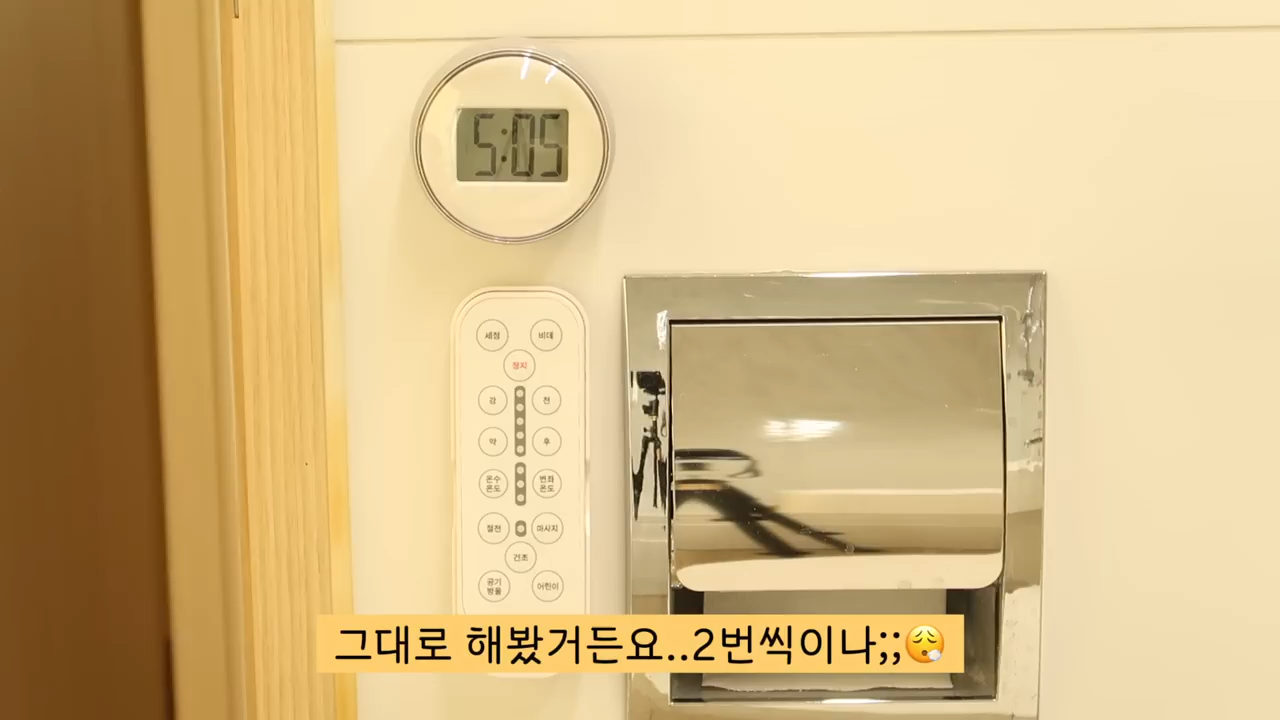 5:05
세정 비데
정지
강 전
약 후
온수온도 변좌온도
절전 마사지
건조
공기방울 어린이
그대로 해봤거든요..2번씩이나;;😮‍💨